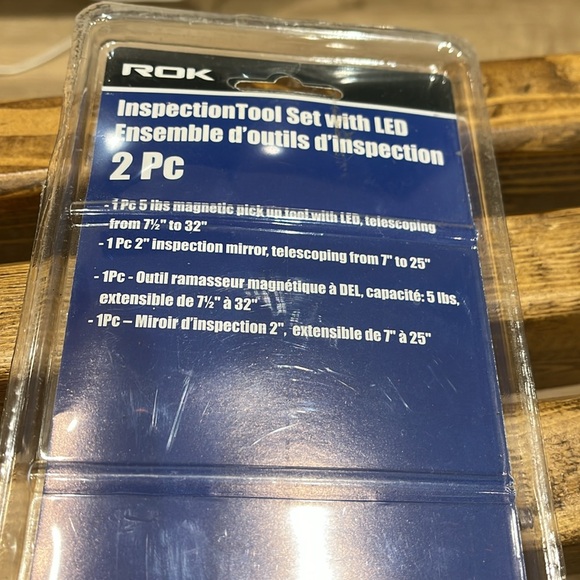 ROK
InspectionTool Set with LED
Ensemble d'outils d'inspection
2 Pc
- 1 Pc 5 lbs magnetic pick up tool with LED, telescoping
from 7½" to 32"
- 1 Pc 2" inspection mirror, telescoping from 7" to 25"
- 1Pc - Outil ramasseur magnétique à DEL, capacité: 5 lbs,
extensible de 7½" à 32"
- 1Pc – Miroir d'inspection 2", extensible de 7" à 25"